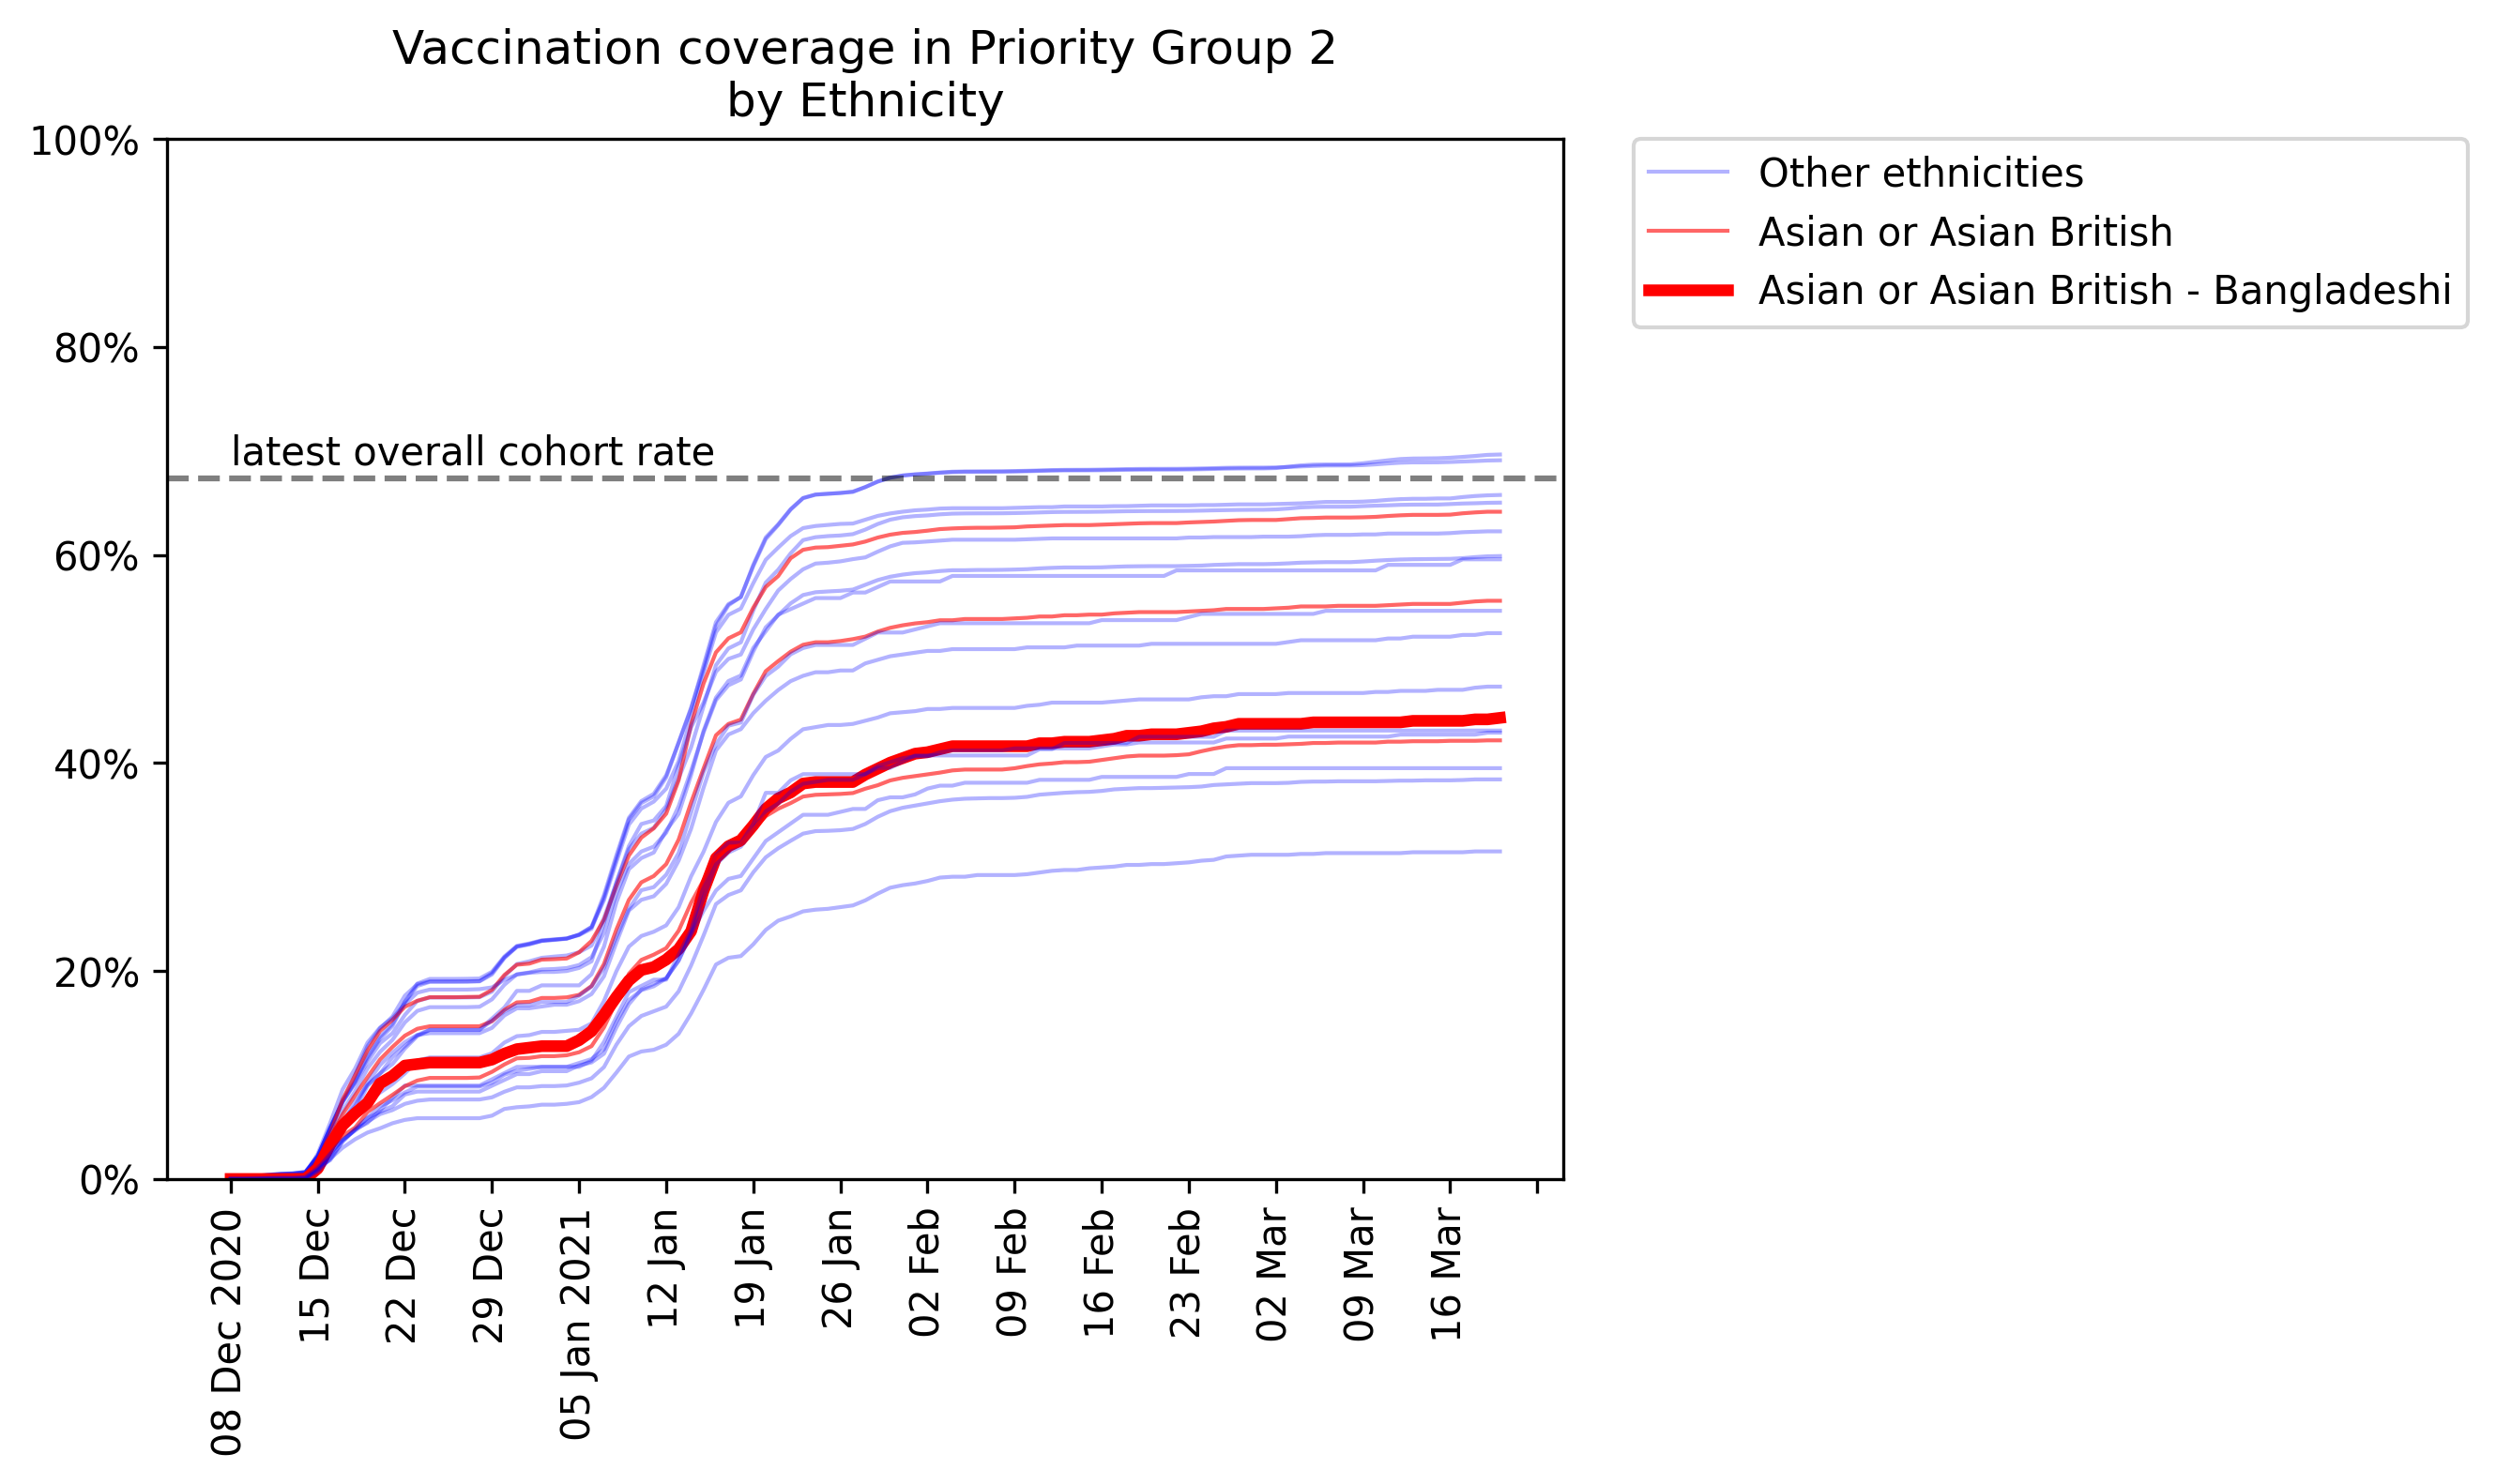 Vaccination coverage in Priority Group 2
by Ethnicity
100%
80%
60%
40%
20%
0%
latest overall cohort rate
Other ethnicities
Asian or Asian British
Asian or Asian British - Bangladeshi
08 Dec 2020
15 Dec
22 Dec
29 Dec
05 Jan 2021
12 Jan
19 Jan
26 Jan
02 Feb
09 Feb
16 Feb
23 Feb
02 Mar
09 Mar
16 Mar